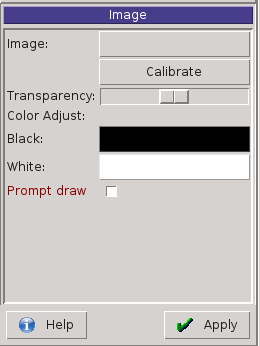 Image
Image:
Calibrate
Transparency:
Color Adjust:
Black:
White:
Prompt draw
Help
Apply